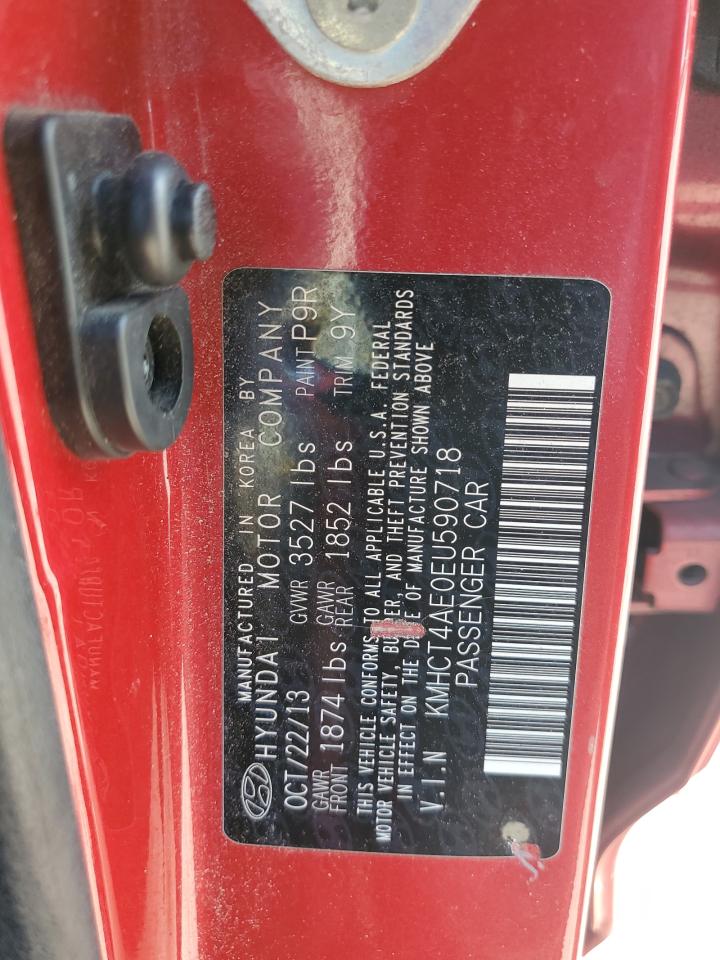 MANUFACTURED IN KOREA BY
HYUNDAI MOTOR COMPANY
OCT/22/13 GVWR 3527 lbs PAINT P9R
GAWR FRONT 1874 lbs GAWR REAR 1852 lbs TRIM 9Y
THIS VEHICLE CONFORMS TO ALL APPLICABLE U.S.A. FEDERAL
MOTOR VEHICLE SAFETY, AND THEFT PREVENTION STANDARDS
IN EFFECT ON THE OF MANUFACTURE SHOWN ABOVE
V.I.N KMHCT4AE0EU590718
PASSENGER CAR